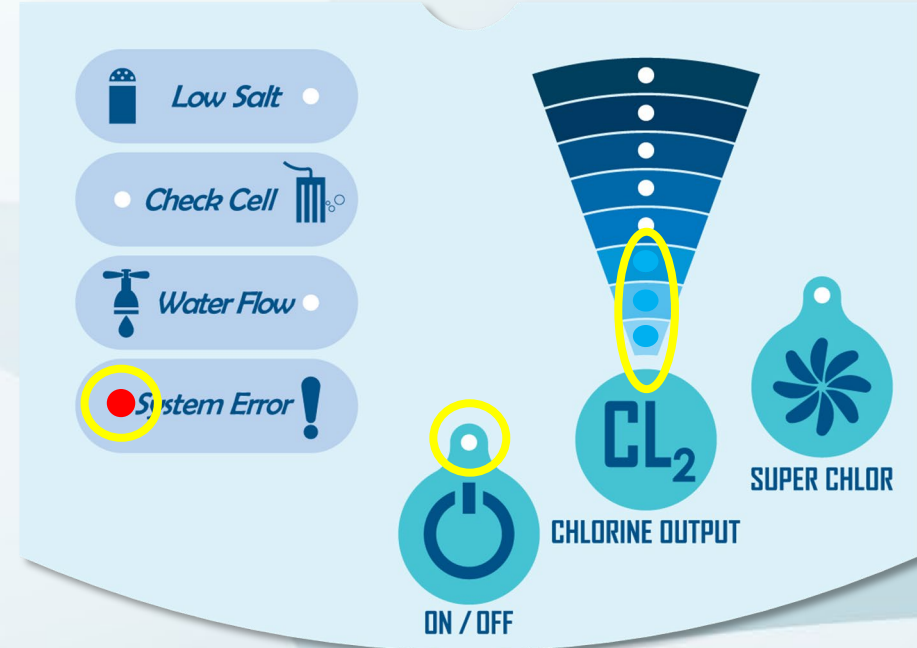 Low Salt
Check Cell
Water Flow
System Error
CL2
CHLORINE OUTPUT
SUPER CHLOR
ON / OFF